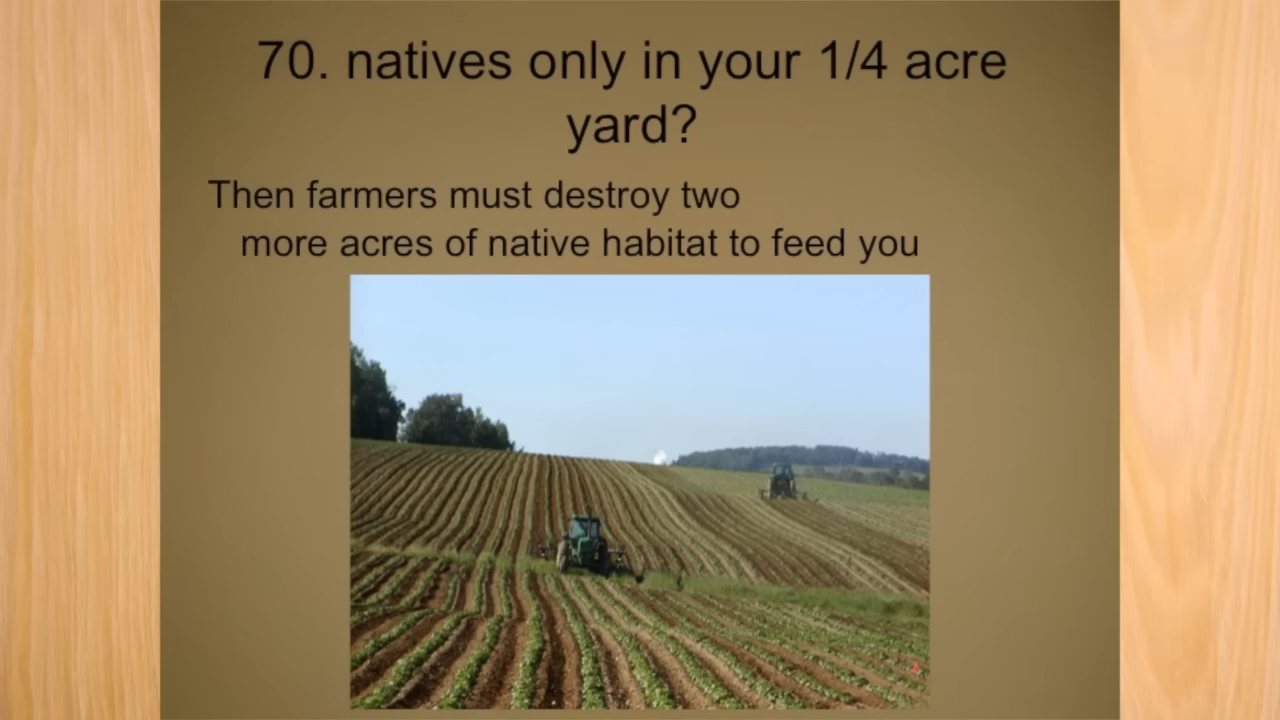 70. natives only in your 1/4 acre
yard?
Then farmers must destroy two
more acres of native habitat to feed you